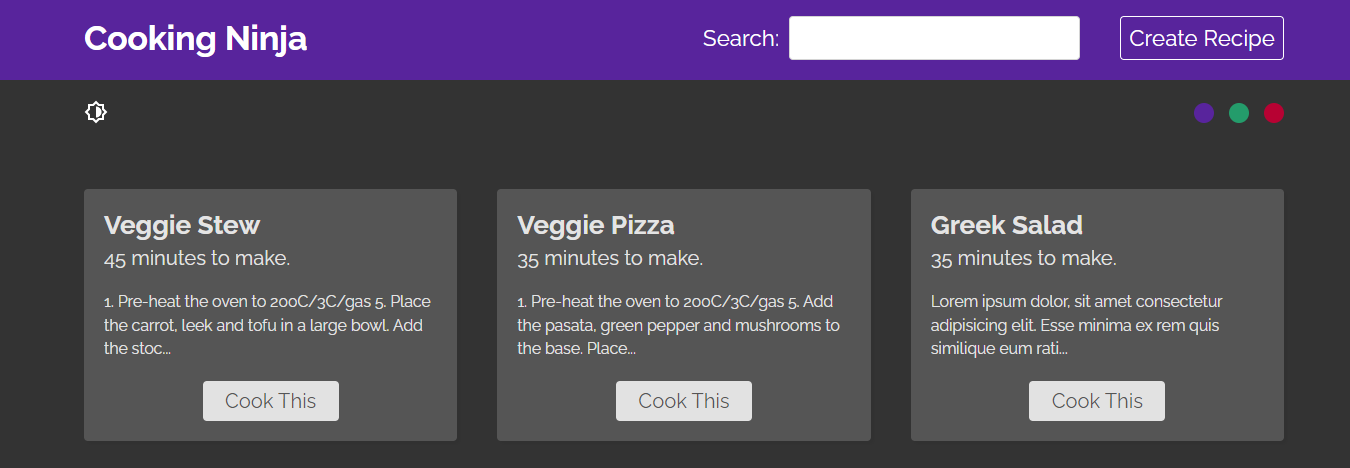 Cooking Ninja
Search:
Create Recipe
Veggie Stew
45 minutes to make.
1. Pre-heat the oven to 200C/3C/gas 5. Place
the carrot, leek and tofu in a large bowl. Add
the stoc...
Cook This
Veggie Pizza
35 minutes to make.
1. Pre-heat the oven to 200C/3C/gas 5. Add
the pasata, green pepper and mushrooms to
the base. Place...
Cook This
Greek Salad
35 minutes to make.
Lorem ipsum dolor, sit amet consectetur
adipisicing elit. Esse minima ex rem quis
similique eum rati...
Cook This